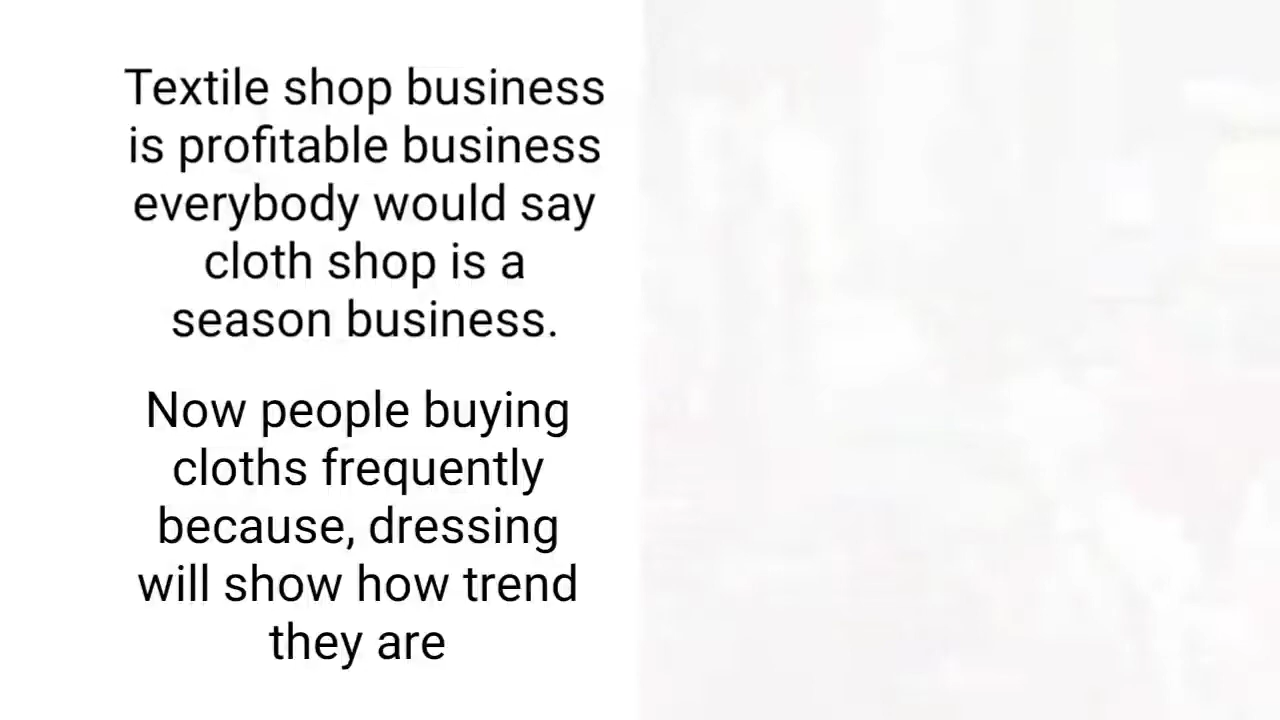 Textile shop business
is profitable business
everybody would say
cloth shop is a
season business.
Now people buying
cloths frequently
because, dressing
will show how trend
they are